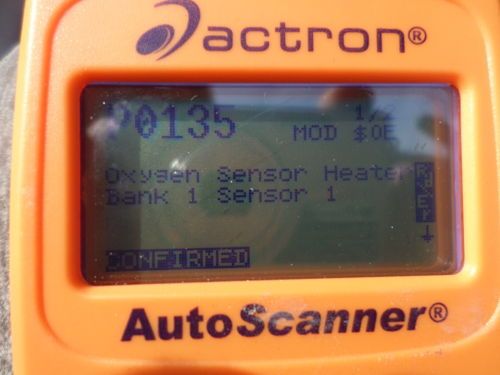 actron®
P0135
1/2
MOD $0E
Oxygen Sensor Heater
Bank 1 Sensor 1
CONFIRMED
AutoScanner®